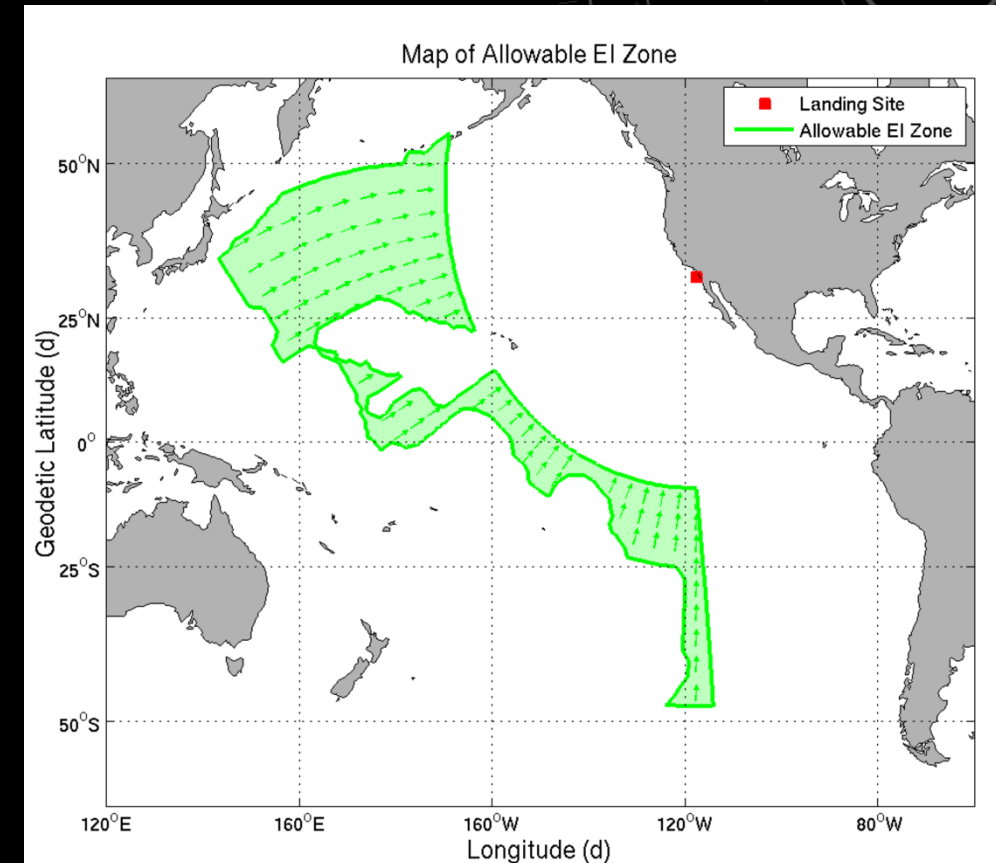 Map of Allowable EI Zone
Landing Site
Allowable EI Zone
50°N
25°N
0°
25°S
50°S
Geodetic Latitude (d)
120°E
160°E
160°W
120°W
80°W
Longitude (d)